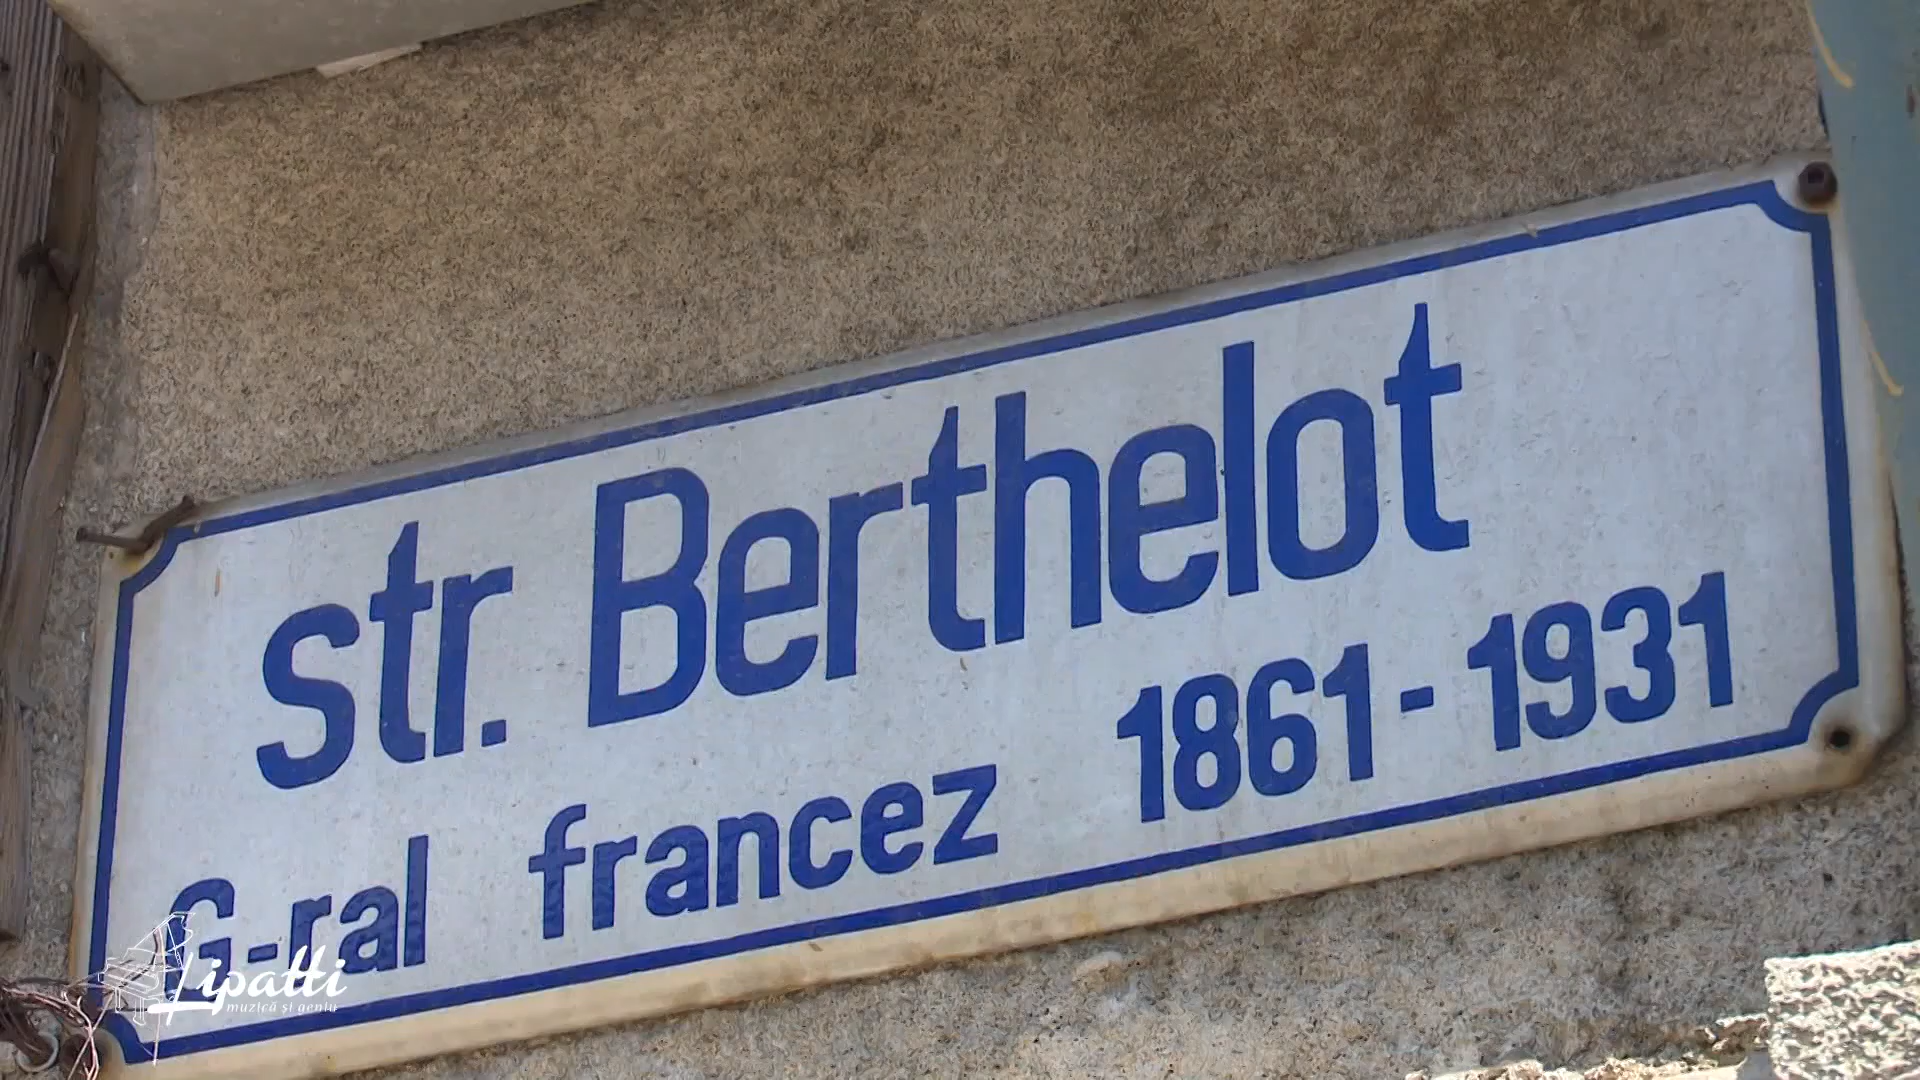 str. Berthelot
G-ral francez 1861-1931
Lipatti
muzică și geniu